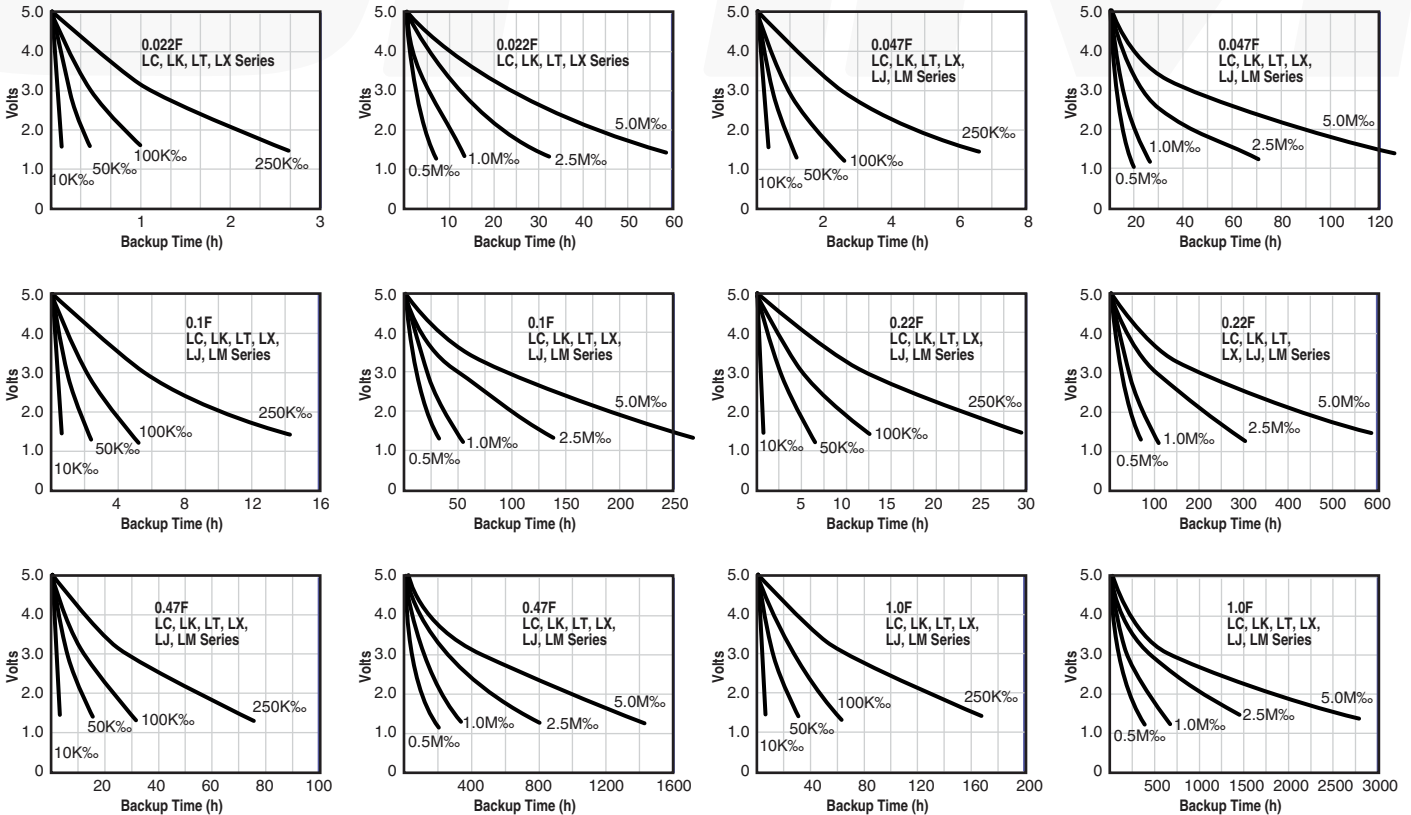 5.0
4.0
3.0
2.0
1.0
0
Volts
0.022F
LC, LK, LT, LX Series
10K‰
50K‰
100K‰
250K‰
1
2
3
Backup Time (h)
5.0
4.0
3.0
2.0
1.0
0
0.022F
LC, LK, LT, LX Series
0.5M‰
1.0M‰
2.5M‰
5.0M‰
10
20
30
40
50
60
Backup Time (h)
5.0
4.0
3.0
2.0
1.0
0
Volts
0.047F
LC, LK, LT, LX,
LJ, LM Series
10K‰
50K‰
100K‰
250K‰
2
4
6
8
Backup Time (h)
5.0
4.0
3.0
2.0
1.0
0
Volts
0.047F
LC, LK, LT, LX,
LJ, LM Series
0.5M‰
1.0M‰
2.5M‰
5.0M‰
20
40
60
80
100
120
Backup Time (h)
5.0
4.0
3.0
2.0
1.0
0
Volts
0.1F
LC, LK, LT, LX,
LJ, LM Series
10K‰
50K‰
100K‰
250K‰
4
8
12
16
Backup Time (h)
5.0
4.0
3.0
2.0
1.0
0
Volts
0.1F
LC, LK, LT, LX,
LJ, LM Series
0.5M‰
1.0M‰
2.5M‰
5.0M‰
50
100
150
200
250
Backup Time (h)
5.0
4.0
3.0
2.0
1.0
0
Volts
0.22F
LC, LK, LT, LX,
LJ, LM Series
10K‰
50K‰
100K‰
250K‰
5
10
15
20
25
30
Backup Time (h)
5.0
4.0
3.0
2.0
1.0
0
Volts
0.22F
LC, LK, LT,
LX, LJ, LM Series
0.5M‰
1.0M‰
2.5M‰
5.0M‰
100
200
300
400
500
600
Backup Time (h)
5.0
4.0
3.0
2.0
1.0
0
Volts
0.47F
LC, LK, LT, LX,
LJ, LM Series
10K‰
50K‰
100K‰
250K‰
20
40
60
80
100
Backup Time (h)
5.0
4.0
3.0
2.0
1.0
0
Volts
0.47F
LC, LK, LT, LX,
LJ, LM Series
0.5M‰
1.0M‰
2.5M‰
5.0M‰
400
800
1200
1600
Backup Time (h)
5.0
4.0
3.0
2.0
1.0
0
Volts
1.0F
LC, LK, LT, LX,
LJ, LM Series
10K‰
50K‰
100K‰
250K‰
40
80
120
160
200
Backup Time (h)
5.0
4.0
3.0
2.0
1.0
0
Volts
1.0F
LC, LK, LT, LX,
LJ, LM Series
0.5M‰
1.0M‰
2.5M‰
5.0M‰
500
1000
1500
2000
2500
3000
Backup Time (h)